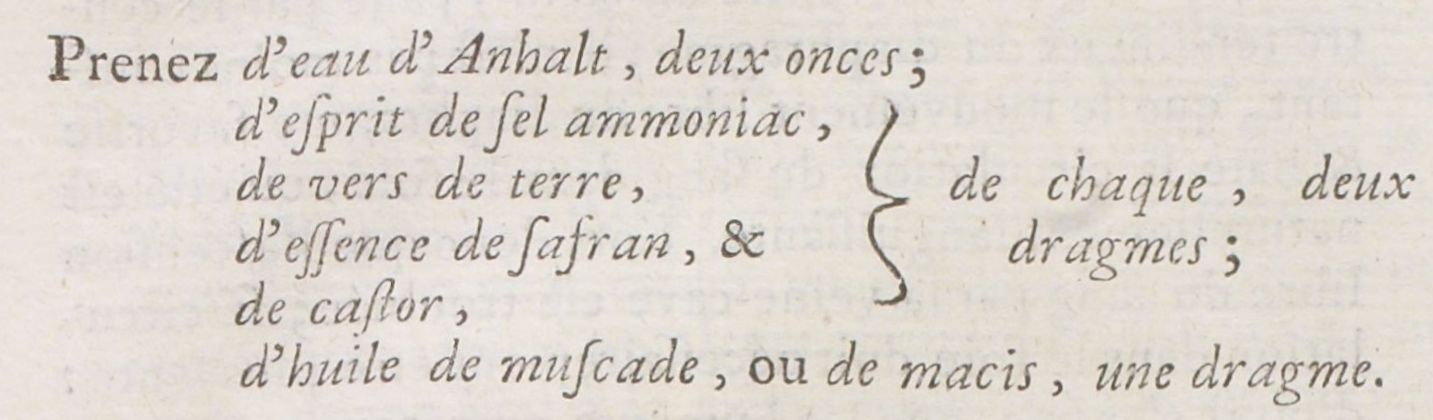 Prenez d'eau d'Anhalt, deux onces;
d'eſprit de ſel ammoniac,
de vers de terre,
d'eſſence de ſafran, &
de caſtor,
de chaque, deux
dragmes;
d'huile de muſcade, ou de macis, une dragme.